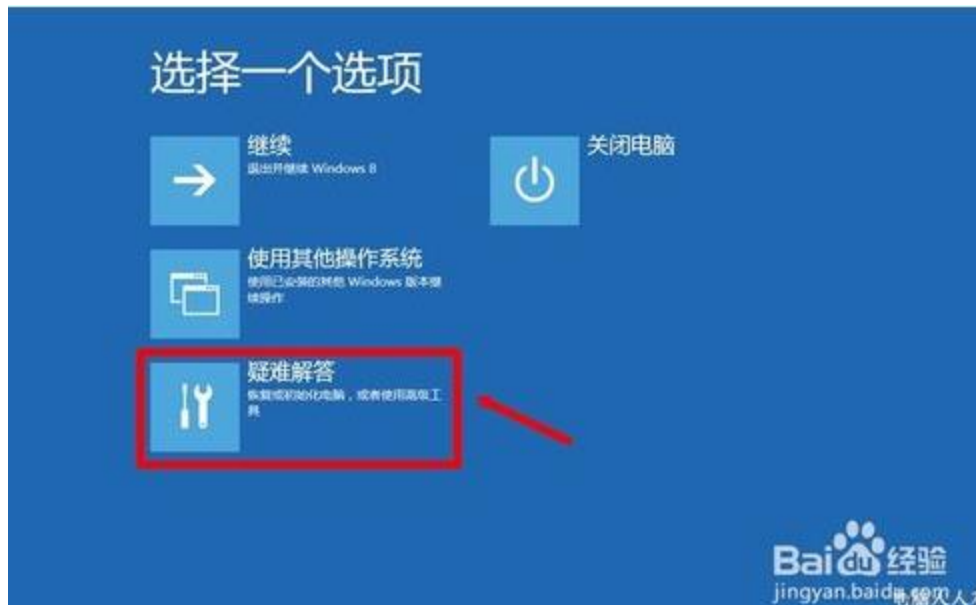 选择一个选项
继续
退出并继续 Windows 8
关闭电脑
使用其他操作系统
使用已安装的其他 Windows 版本继
续操作
疑难解答
恢复或初始化电脑，或者使用高级工
具
Baidu 经验
jingyan.baidu.com